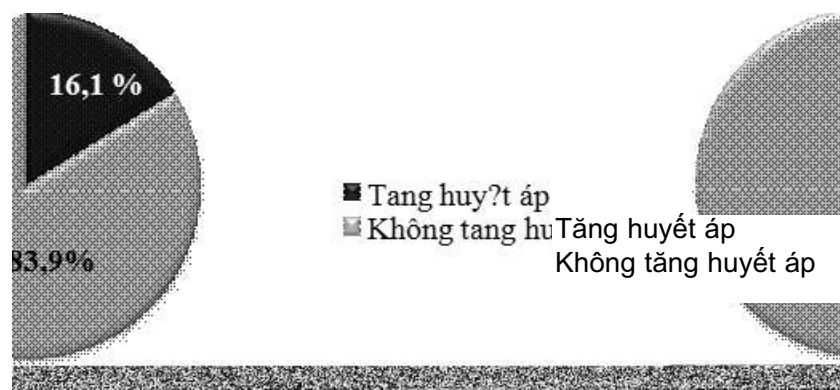 16,1 %
Tang huy?t áp
Không tang hu
Tăng huyết áp
Không tăng huyết áp
83,9%